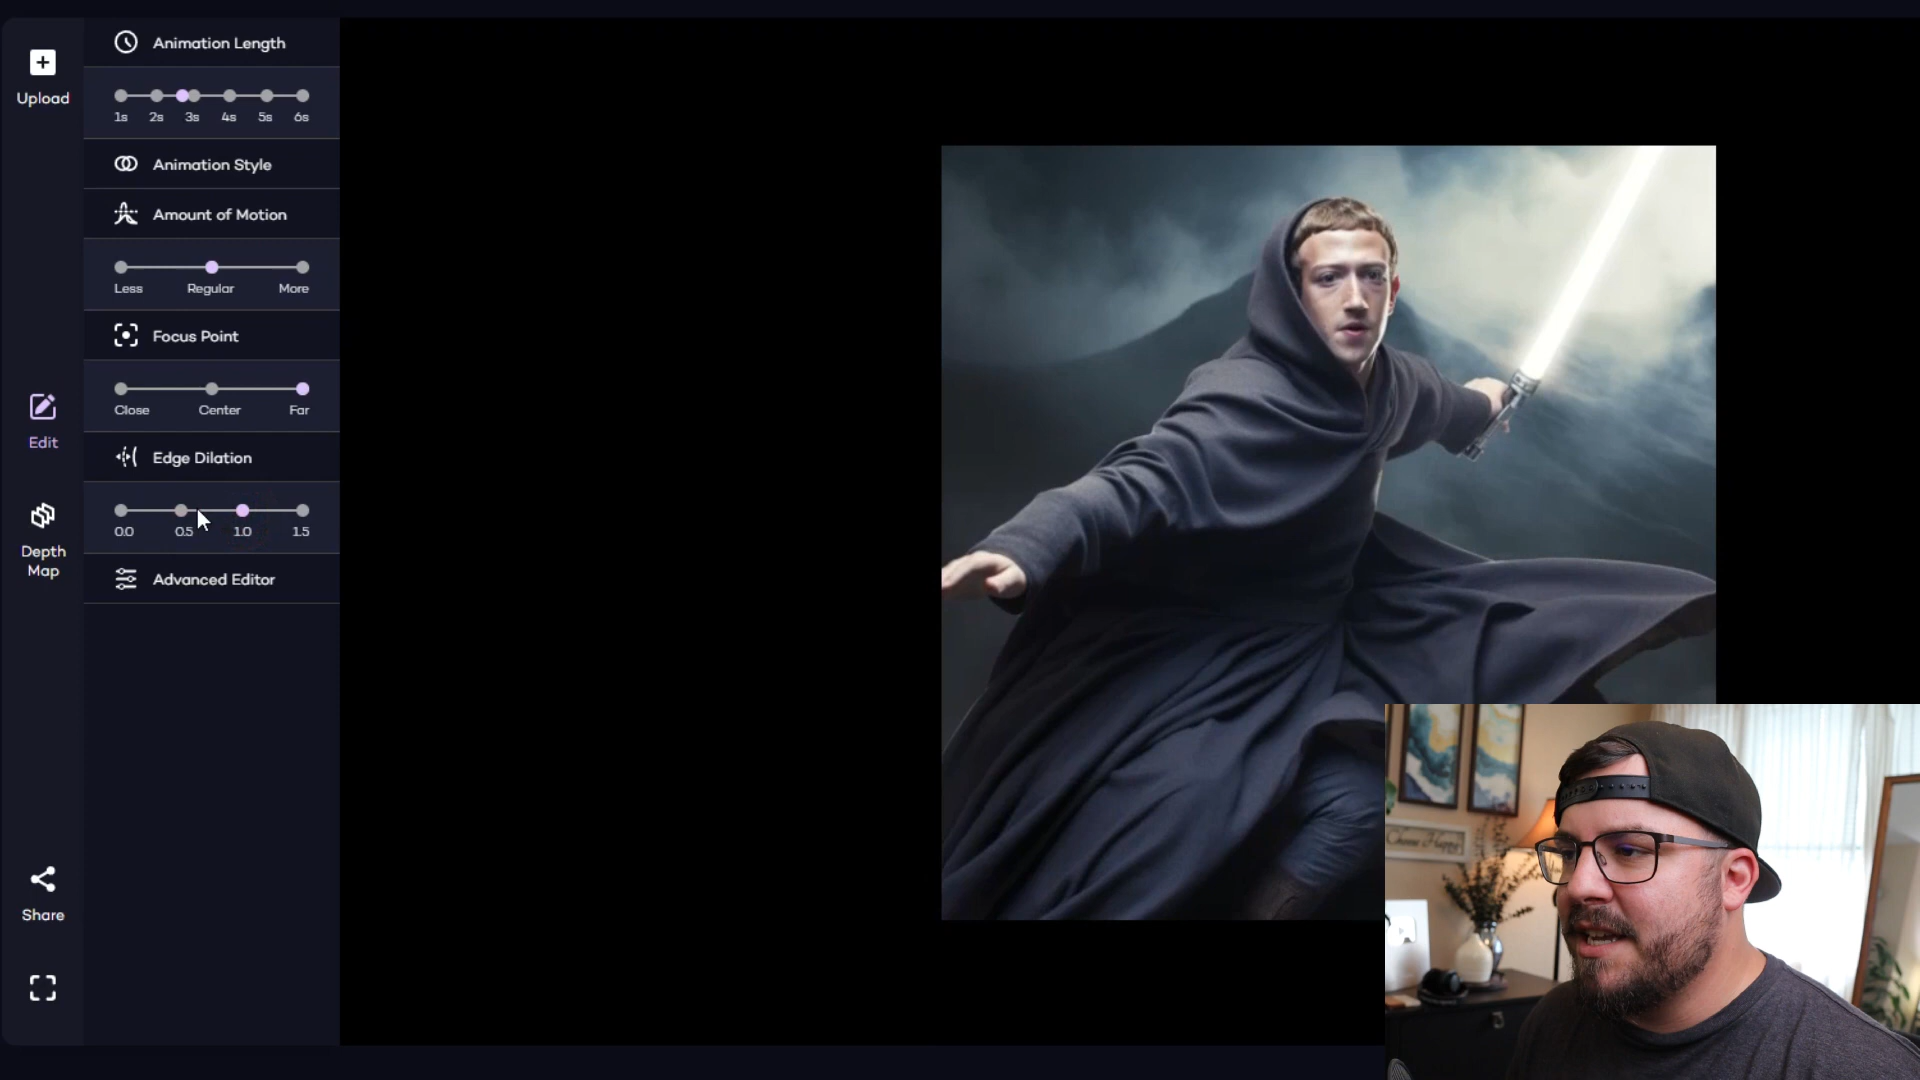 Upload
Edit
Depth
Map
Share
Animation Length
1s 2s 3s 4s 5s 6s
Animation Style
Amount of Motion
Less Regular More
Focus Point
Close Center Far
Edge Dilation
0.0 0.5 1.0 1.5
Advanced Editor
Choose Happy